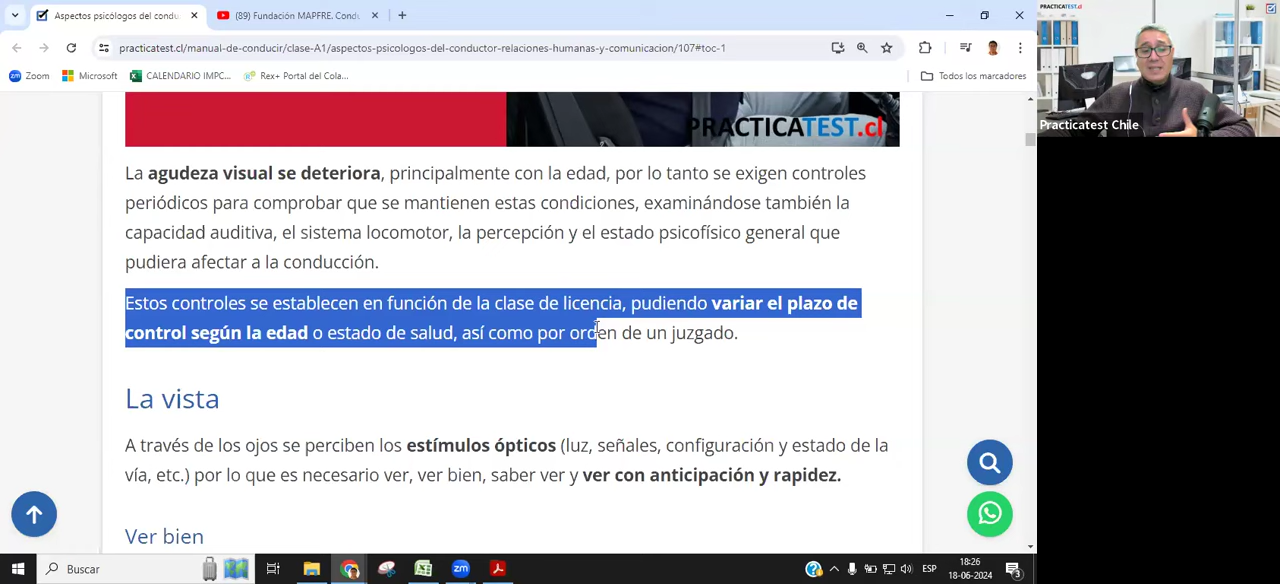 Aspectos psicólogos del condu
(89) Fundación MAPFRE, Cond
practicatest.cl/manual-de-conducir/clase-A1/aspectos-psicologos-del-conductor-relaciones-humanas-y-comunicacion/107#toc-1
Zoom
Microsoft
CALENDARIO IMPC...
Rex+ Portal del Cola...
Todos los marcadores
PRACTICATEST.cl
PRACTICATEST.cl
Practicatest Chile
La agudeza visual se deteriora, principalmente con la edad, por lo tanto se exigen controles
periódicos para comprobar que se mantienen estas condiciones, examinándose también la
capacidad auditiva, el sistema locomotor, la percepción y el estado psicofísico general que
pudiera afectar a la conducción.
Estos controles se establecen en función de la clase de licencia, pudiendo variar el plazo de
control según la edad o estado de salud, así como por orden de un juzgado.
La vista
A través de los ojos se perciben los estímulos ópticos (luz, señales, configuración y estado de la
vía, etc.) por lo que es necesario ver, ver bien, saber ver y ver con anticipación y rapidez.
Ver bien
Buscar
zm
ESP
18:26
18-06-2024
3